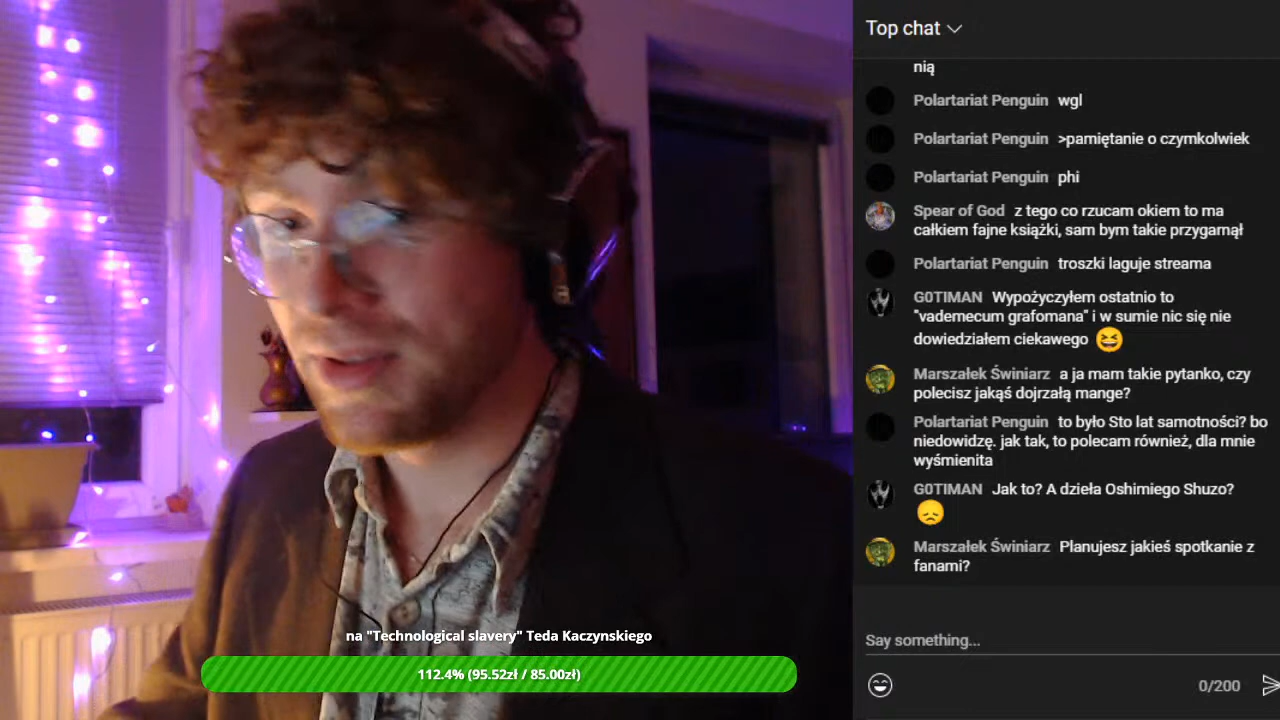 Top chat
nią
Polartariat Penguin wgl
Polartariat Penguin >pamiętanie o czymkolwiek
Polartariat Penguin phi
Spear of God z tego co rzucam okiem to ma
całkiem fajne książki, sam bym takie przygarnął
Polartariat Penguin troszki laguje streama
G0TIMAN Wypożyczyłem ostatnio to
"vademecum grafomana" i w sumie nic się nie
dowiedziałem ciekawego 😆
Marszałek Świniarz a ja mam takie pytanko, czy
polecisz jakąś dojrzałą mange?
Polartariat Penguin to było Sto lat samotności? bo
niedowidzę. jak tak, to polecam również, dla mnie
wyśmienita
G0TIMAN Jak to? A dzieła Oshimiego Shuzo?
😞
Marszałek Świniarz Planujesz jakieś spotkanie z
fanami?
Say something...
0/200
na "Technological slavery" Teda Kaczynskiego
112.4% (95.52zł / 85.00zł)